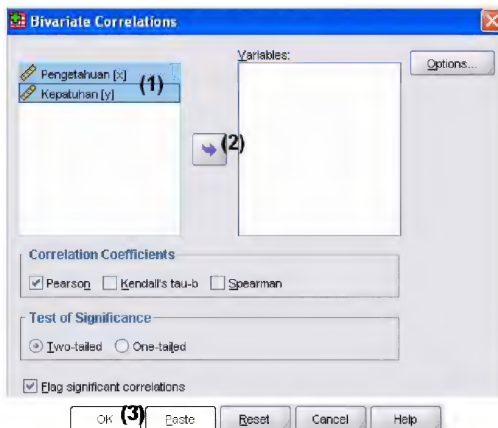 Bivariate Correlations
Variables:
Options...
Pengetahuan [x]
Kepatuhan [y]
(1)
(2)
Correlation Coefficients
Pearson Kendall's tau-b Spearman
Test of Significance
Two-tailed One-tailed
Flag significant correlations
OK (3) Paste Reset Cancel Help